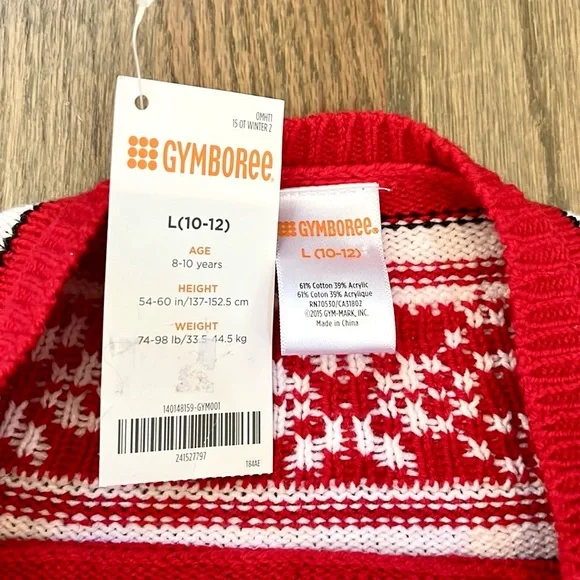 OMHT1
15 OT WINTER 2
GYMBOREE
L(10-12)
AGE
8-10 years
HEIGHT
54-60 in/137-152.5 cm
WEIGHT
74-98 lb/33.5-44.5 kg
140148159-GYM001
241527797
T84AE
GYMBOREE
L (10-12)
61% Cotton 39% Acrylic
61% Coton 39% Acrylique
RN70530/CA31802
©2015 GYM-MARK, INC.
Made in China